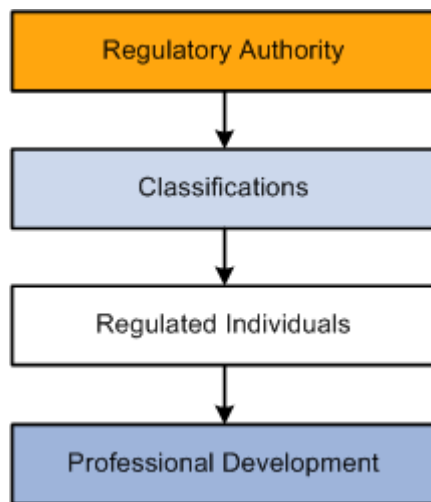 Regulatory Authority
Classifications
Regulated Individuals
Professional Development